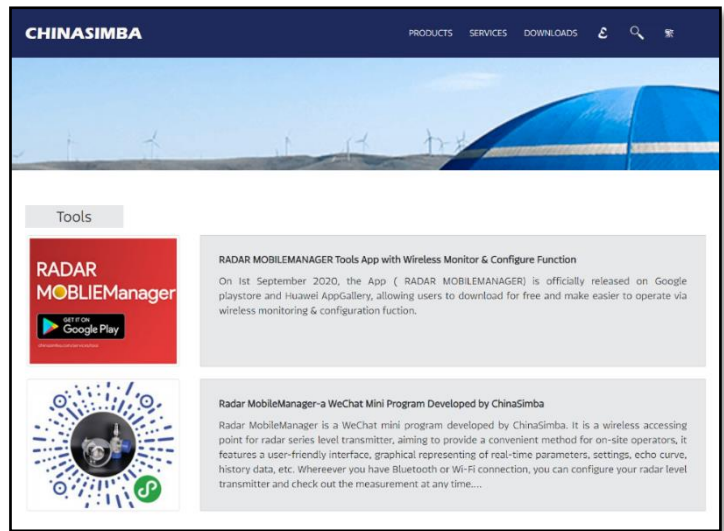 CHINASIMBA
PRODUCTS SERVICES DOWNLOADS ε 繁
Tools
RADAR
MOBLIEManager
GET IT ON
Google Play
RADAR MOBILEMANAGER Tools App with Wireless Monitor & Configure Function
On Ist September 2020, the App ( RADAR MOBILEMANAGER) is officially released on Google
playstore and Huawei AppGallery, allowing users to download for free and make easier to operate via
wireless monitoring & configuration fuction.
Radar MobileManager-a WeChat Mini Program Developed by ChinaSimba
Radar MobileManager is a WeChat mini program developed by ChinaSimba. It is a wireless accessing
point for radar series level transmitter, aiming to provide a convenient method for on-site operators, it
features a user-friendly interface, graphical representing of real-time parameters, settings, echo curve,
history data, etc. Whereever you have Bluetooth or Wi-Fi connection, you can configure your radar level
transmitter and check out the measurement at any time....